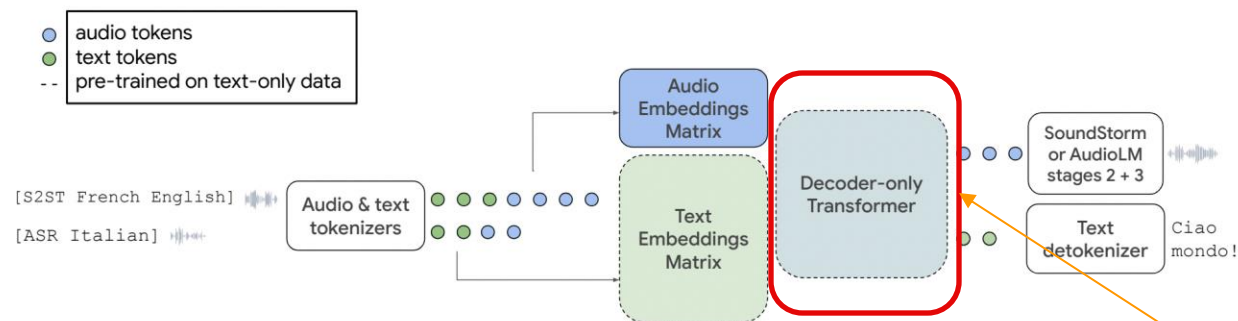 audio tokens
text tokens
-- pre-trained on text-only data
Audio
Embeddings
Matrix
[S2ST French English]
[ASR Italian]
Audio & text
tokenizers
Text
Embeddings
Matrix
Decoder-only
Transformer
SoundStorm
or AudioLM
stages 2 + 3
Text
detokenizer
Ciao
mondo!